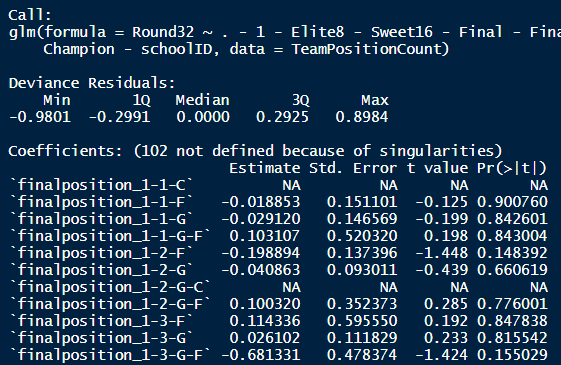 Call:
glm(formula = Round32 ~ . - 1 - Elite8 - Sweet16 - Final - Fina
    Champion - schoolID, data = TeamPositionCount)

Deviance Residuals:
    Min      1Q  Median      3Q     Max
-0.9801 -0.2991  0.0000  0.2925  0.8984

Coefficients: (102 not defined because of singularities)
                       Estimate Std. Error t value Pr(>|t|)
`finalposition_1-1-C`        NA         NA      NA       NA
`finalposition_1-1-F` -0.018853   0.151101  -0.125 0.900760
`finalposition_1-1-G` -0.029120   0.146569  -0.199 0.842601
`finalposition_1-1-G-F`  0.103107   0.520320   0.198 0.843004
`finalposition_1-2-F` -0.198894   0.137396  -1.448 0.148392
`finalposition_1-2-G` -0.040863   0.093011  -0.439 0.660619
`finalposition_1-2-G-C`        NA         NA      NA       NA
`finalposition_1-2-G-F`  0.100320   0.352373   0.285 0.776001
`finalposition_1-3-F`  0.114336   0.595550   0.192 0.847838
`finalposition_1-3-G`  0.026102   0.111829   0.233 0.815542
`finalposition_1-3-G-F` -0.681331   0.478374  -1.424 0.155029